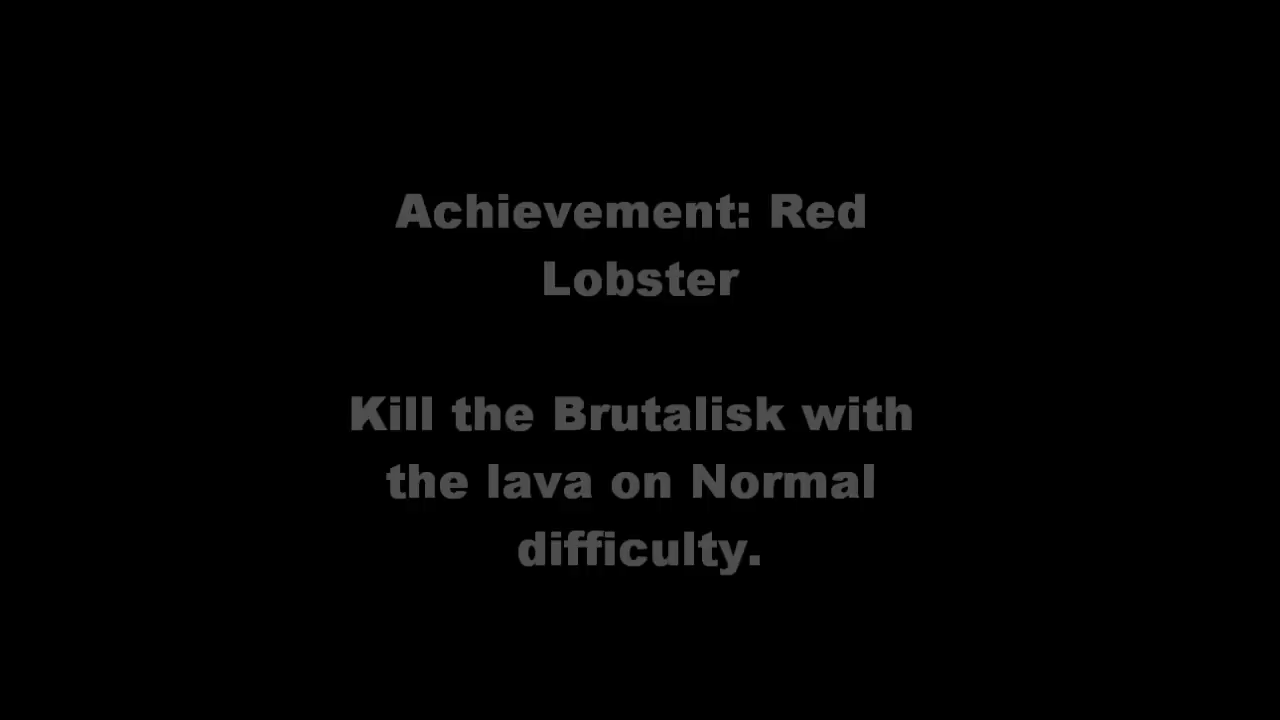 Achievement: Red
Lobster
Kill the Brutalisk with
the lava on Normal
difficulty.